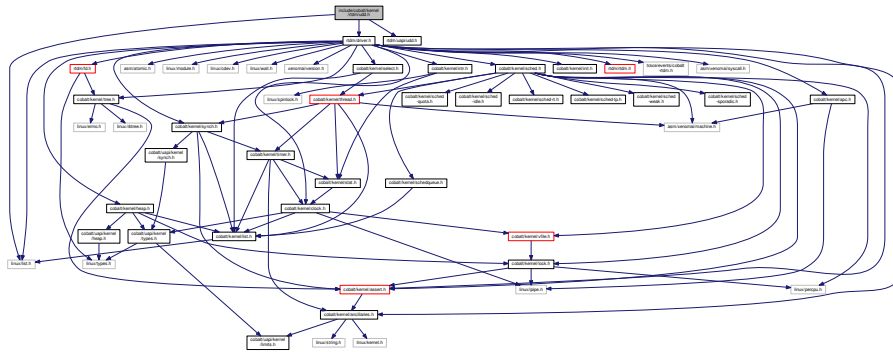 include/cobalt/kernel
/rtdm/udd.h
rtdm/driver.h
rtdm/uapi/udd.h
rtdm/fd.h
asm/atomic.h
linux/module.h
linux/cdev.h
linux/wait.h
xenomai/version.h
cobalt/kernel/select.h
cobalt/kernel/intr.h
cobalt/kernel/sched.h
cobalt/kernel/init.h
rtdm/rtdm.h
trace/events/cobalt
-rtdm.h
asm/xenomai/syscall.h
cobalt/kernel/tree.h
linux/spinlock.h
cobalt/kernel/thread.h
cobalt/kernel/sched
-quota.h
cobalt/kernel/sched
-idle.h
cobalt/kernel/sched-rt.h
cobalt/kernel/sched-tp.h
cobalt/kernel/sched
-weak.h
cobalt/kernel/sched
-sporadic.h
cobalt/kernel/apc.h
linux/errno.h
linux/rbtree.h
cobalt/kernel/synch.h
asm/xenomai/machine.h
cobalt/uapi/kernel
/synch.h
cobalt/kernel/timer.h
cobalt/kernel/stat.h
cobalt/kernel/schedqueue.h
cobalt/kernel/heap.h
cobalt/kernel/clock.h
cobalt/uapi/kernel
/heap.h
cobalt/uapi/kernel
/types.h
cobalt/kernel/list.h
cobalt/kernel/vfile.h
linux/list.h
linux/types.h
cobalt/kernel/lock.h
cobalt/kernel/assert.h
linux/ipipe.h
linux/percpu.h
cobalt/kernel/ancillaries.h
cobalt/uapi/kernel
/limits.h
linux/string.h
linux/kernel.h